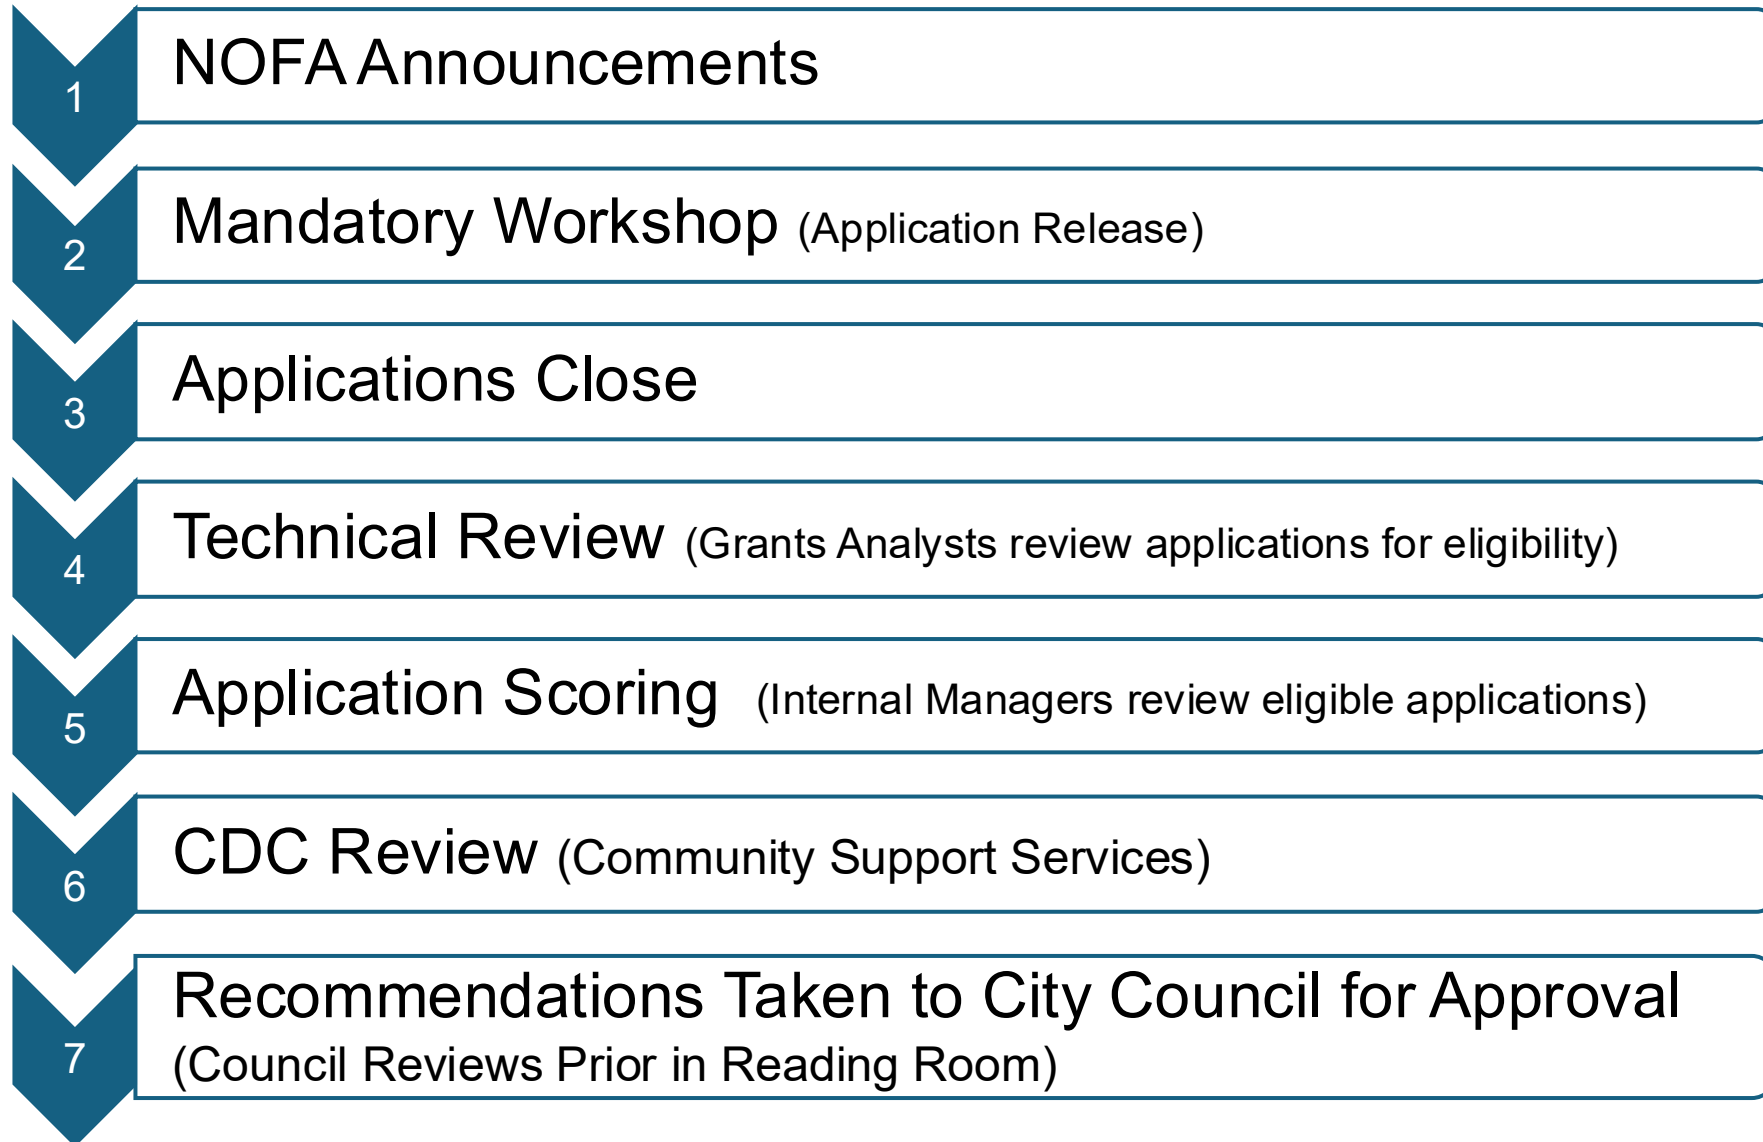 1
NOFA Announcements
2
Mandatory Workshop (Application Release)
3
Applications Close
4
Technical Review (Grants Analysts review applications for eligibility)
5
Application Scoring (Internal Managers review eligible applications)
6
CDC Review (Community Support Services)
7
Recommendations Taken to City Council for Approval
(Council Reviews Prior in Reading Room)